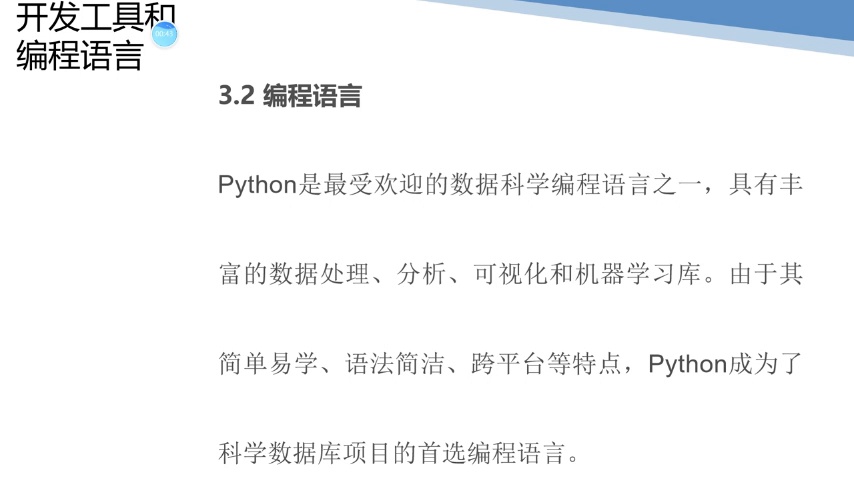 开发工具和
编程语言
00:43
3.2 编程语言
Python是最受欢迎的数据科学编程语言之一，具有丰
富的数据处理、分析、可视化和机器学习库。由于其
简单易学、语法简洁、跨平台等特点，Python成为了
科学数据库项目的首选编程语言。